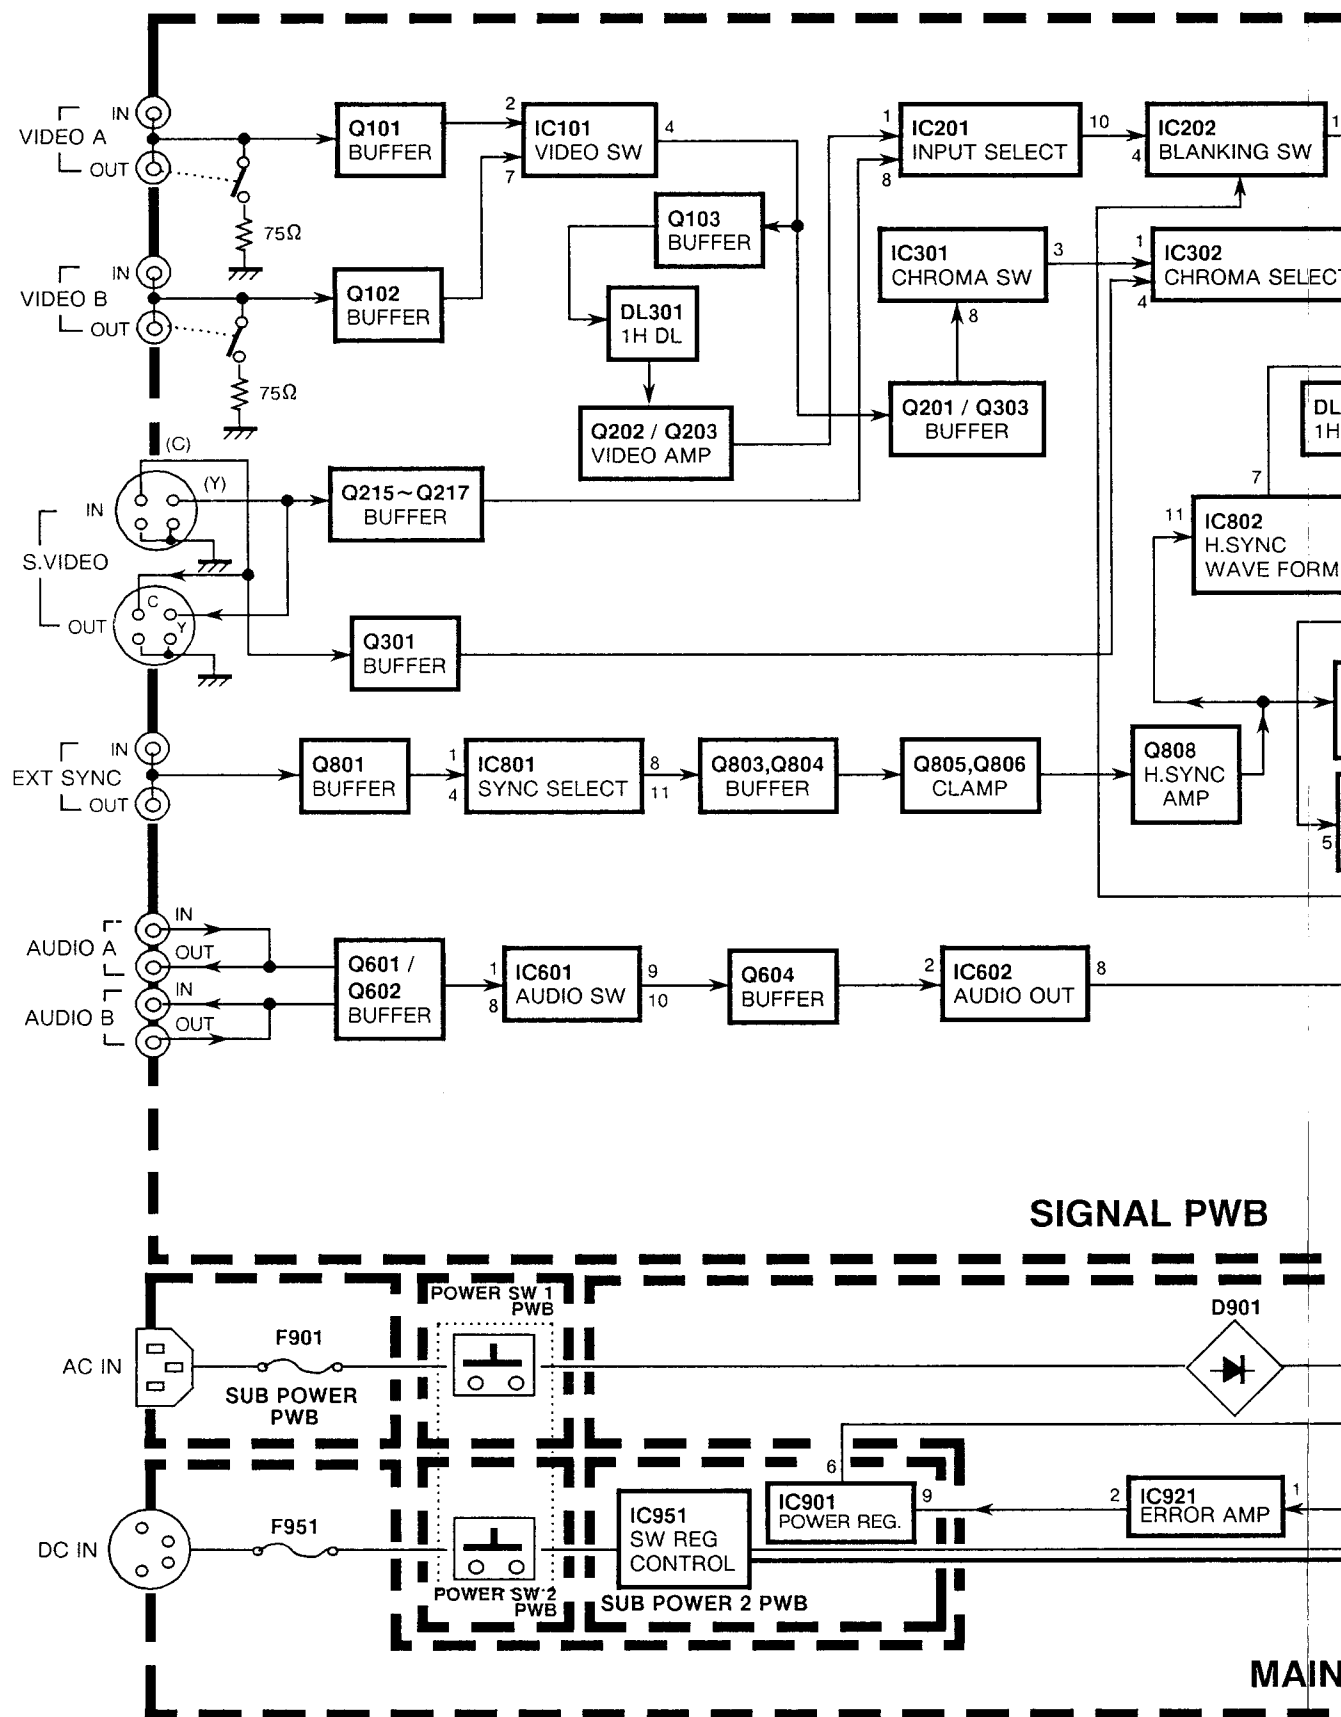 IN
VIDEO A
OUT
75Ω
Q101
BUFFER
2
7
IC101
VIDEO SW
4
Q103
BUFFER
1
8
IC201
INPUT SELECT
10
4
IC202
BLANKING SW
1
IN
VIDEO B
OUT
75Ω
Q102
BUFFER
DL301
1H DL
Q202 / Q203
VIDEO AMP
IC301
CHROMA SW
3
8
1
4
IC302
CHROMA SELECT
Q201 / Q303
BUFFER
DL
1H
(C)
(Y)
IN
S.VIDEO
OUT
C
Y
Q215~Q217
BUFFER
Q301
BUFFER
7
11
IC802
H.SYNC
WAVE FORM
IN
EXT SYNC
OUT
Q801
BUFFER
1
4
IC801
SYNC SELECT
8
11
Q803,Q804
BUFFER
Q805,Q806
CLAMP
Q808
H.SYNC
AMP
5
IN
AUDIO A
OUT
IN
AUDIO B
OUT
Q601 /
Q602
BUFFER
1
8
IC601
AUDIO SW
9
10
Q604
BUFFER
2
IC602
AUDIO OUT
8
SIGNAL PWB
POWER SW 1
PWB
D901
AC IN
F901
SUB POWER
PWB
6
IC901
POWER REG.
9
2
IC921
ERROR AMP
1
DC IN
F951
IC951
SW REG
CONTROL
POWER SW 2
PWB
SUB POWER 2 PWB
MAIN